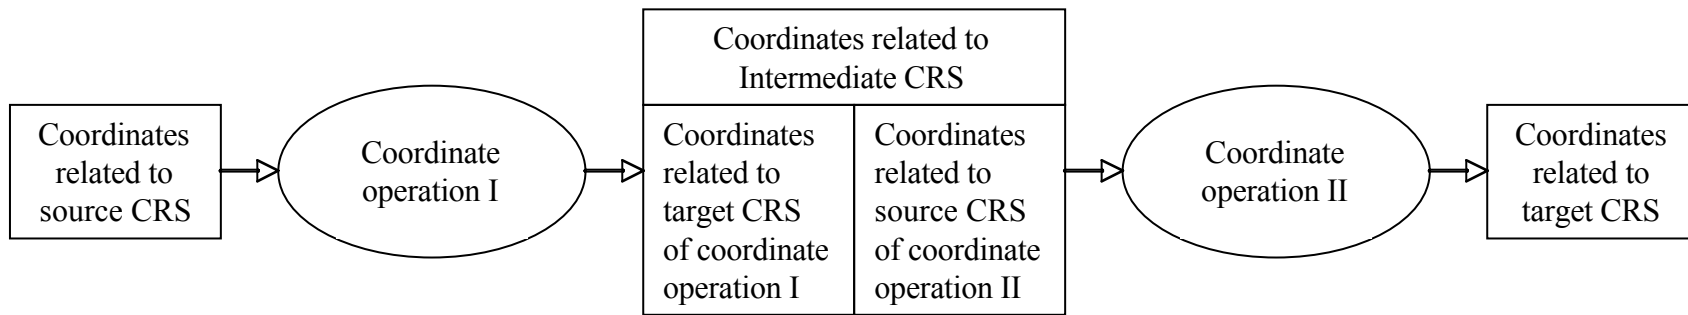 Coordinates
related to
source CRS
Coordinate
operation I
Coordinates related to
Intermediate CRS
Coordinates
related to
target CRS
of coordinate
operation I
Coordinates
related to
source CRS
of coordinate
operation II
Coordinate
operation II
Coordinates
related to
target CRS